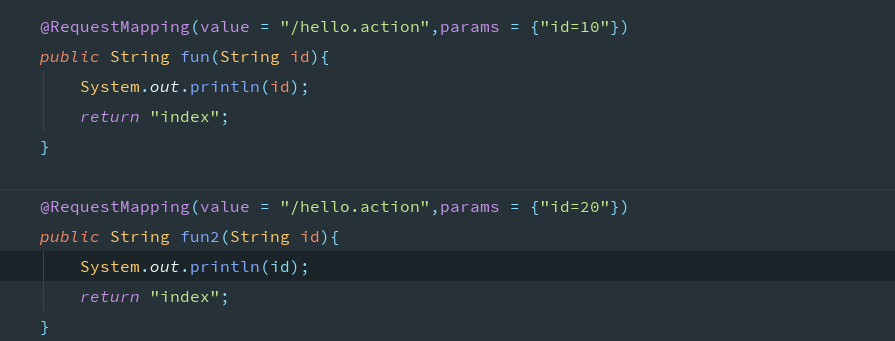 @RequestMapping(value = "/hello.action",params = {"id=10"})
public String fun(String id){
System.out.println(id);
return "index";
}
@RequestMapping(value = "/hello.action",params = {"id=20"})
public String fun2(String id){
System.out.println(id);
return "index";
}